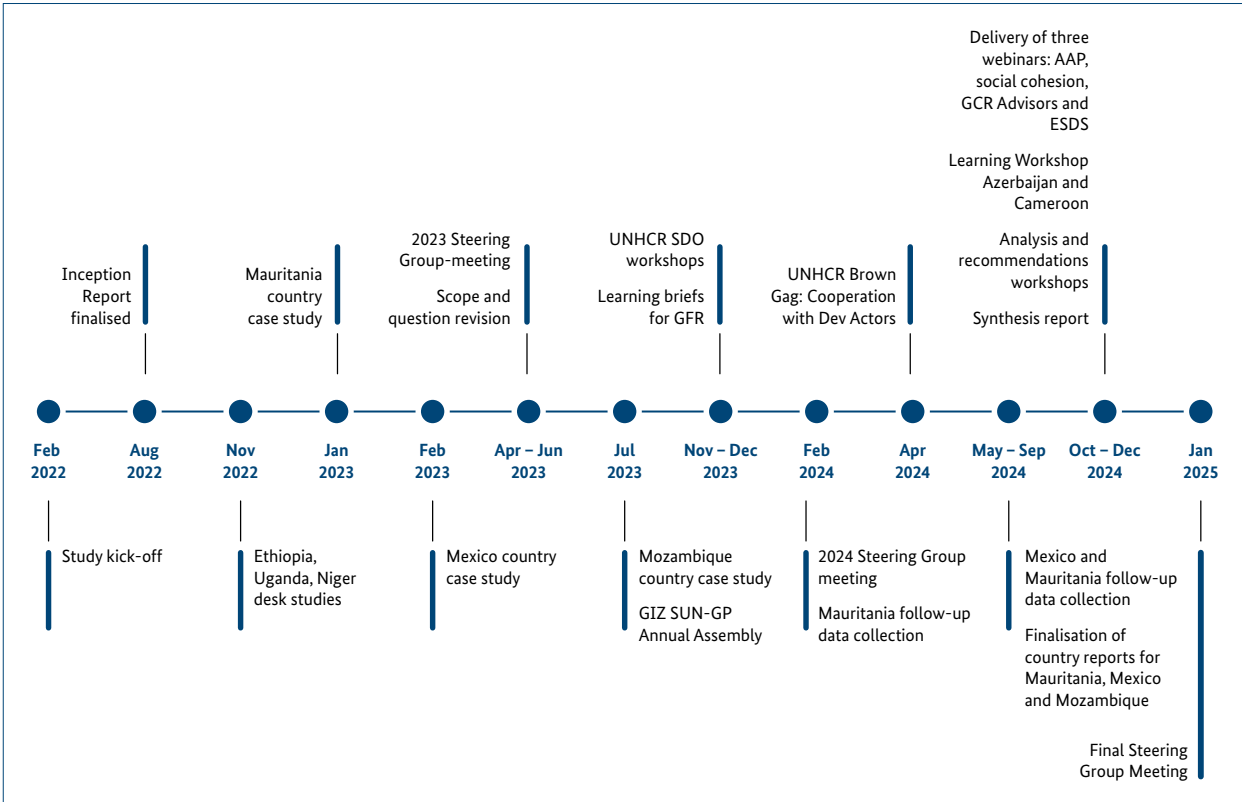 Delivery of three
webinars: AAP,
social cohesion,
GCR Advisors and
ESDS
Learning Workshop
Azerbaijan and
Cameroon
Analysis and
recommendations
workshops
Synthesis report
Inception
Report
finalised
Mauritania
country
case study
2023 Steering
Group-meeting
Scope and
question revision
UNHCR SDO
workshops
Learning briefs
for GFR
UNHCR Brown
Gag: Cooperation
with Dev Actors
Feb
2022
Aug
2022
Nov
2022
Jan
2023
Feb
2023
Apr – Jun
2023
Jul
2023
Nov – Dec
2023
Feb
2024
Apr
2024
May – Sep
2024
Oct – Dec
2024
Jan
2025
Study kick-off
Ethiopia,
Uganda, Niger
desk studies
Mexico country
case study
Mozambique
country case study
GIZ SUN-GP
Annual Assembly
2024 Steering Group
meeting
Mauritania follow-up
data collection
Mexico and
Mauritania follow-up
data collection
Finalisation of
country reports for
Mauritania, Mexico
and Mozambique
Final Steering
Group Meeting